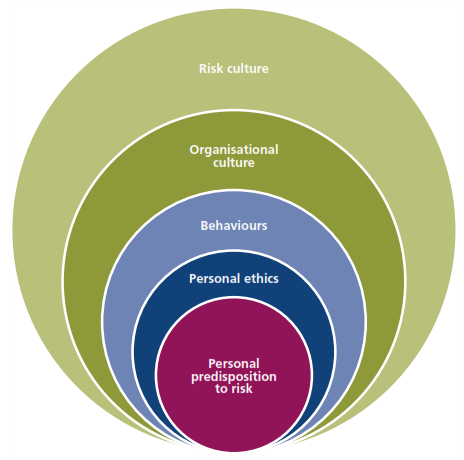 Risk culture
Organisational
culture
Behaviours
Personal ethics
Personal
predisposition
to risk